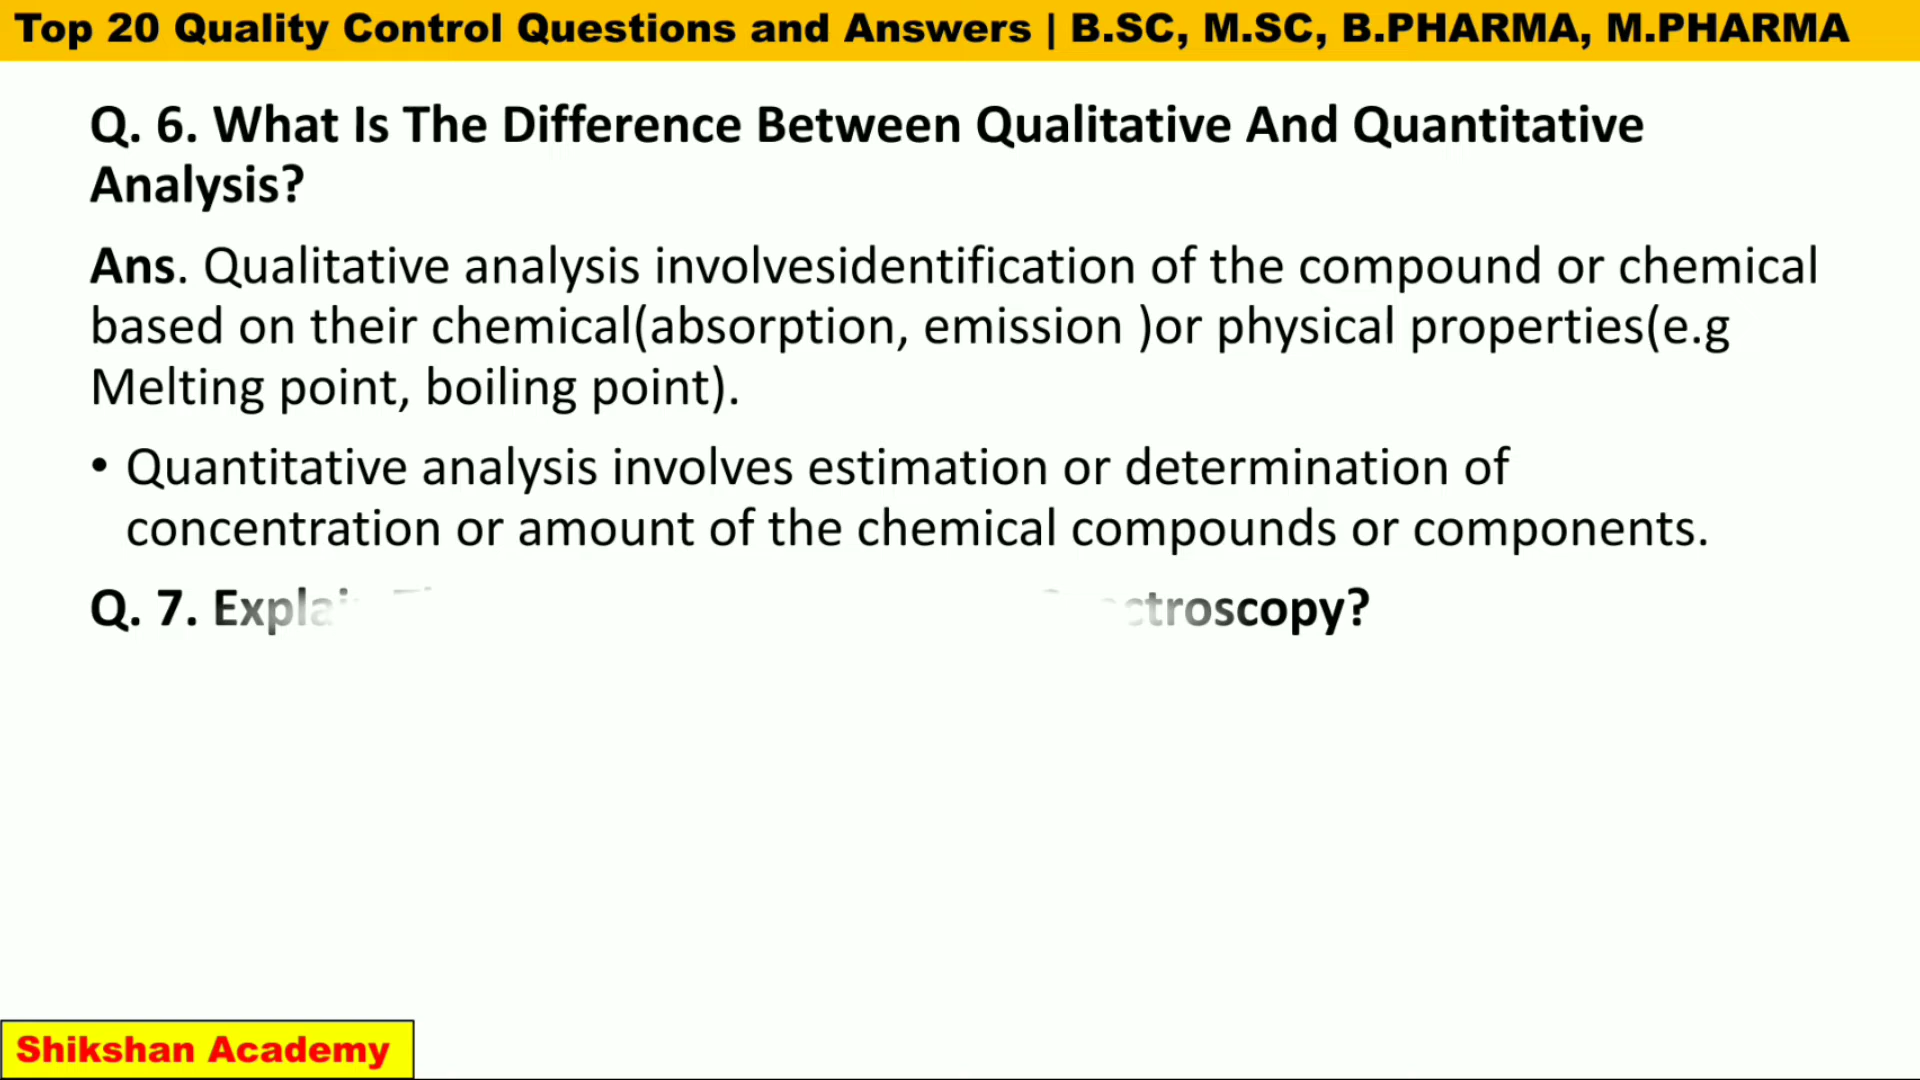 Top 20 Quality Control Questions and Answers | B.SC, M.SC, B.PHARMA, M.PHARMA
Q. 6. What Is The Difference Between Qualitative And Quantitative
Analysis?
Ans. Qualitative analysis involvesidentification of the compound or chemical
based on their chemical(absorption, emission )or physical properties(e.g
Melting point, boiling point).
• Quantitative analysis involves estimation or determination of
concentration or amount of the chemical compounds or components.
Q. 7. Explain Spectroscopy?
Shikshan Academy